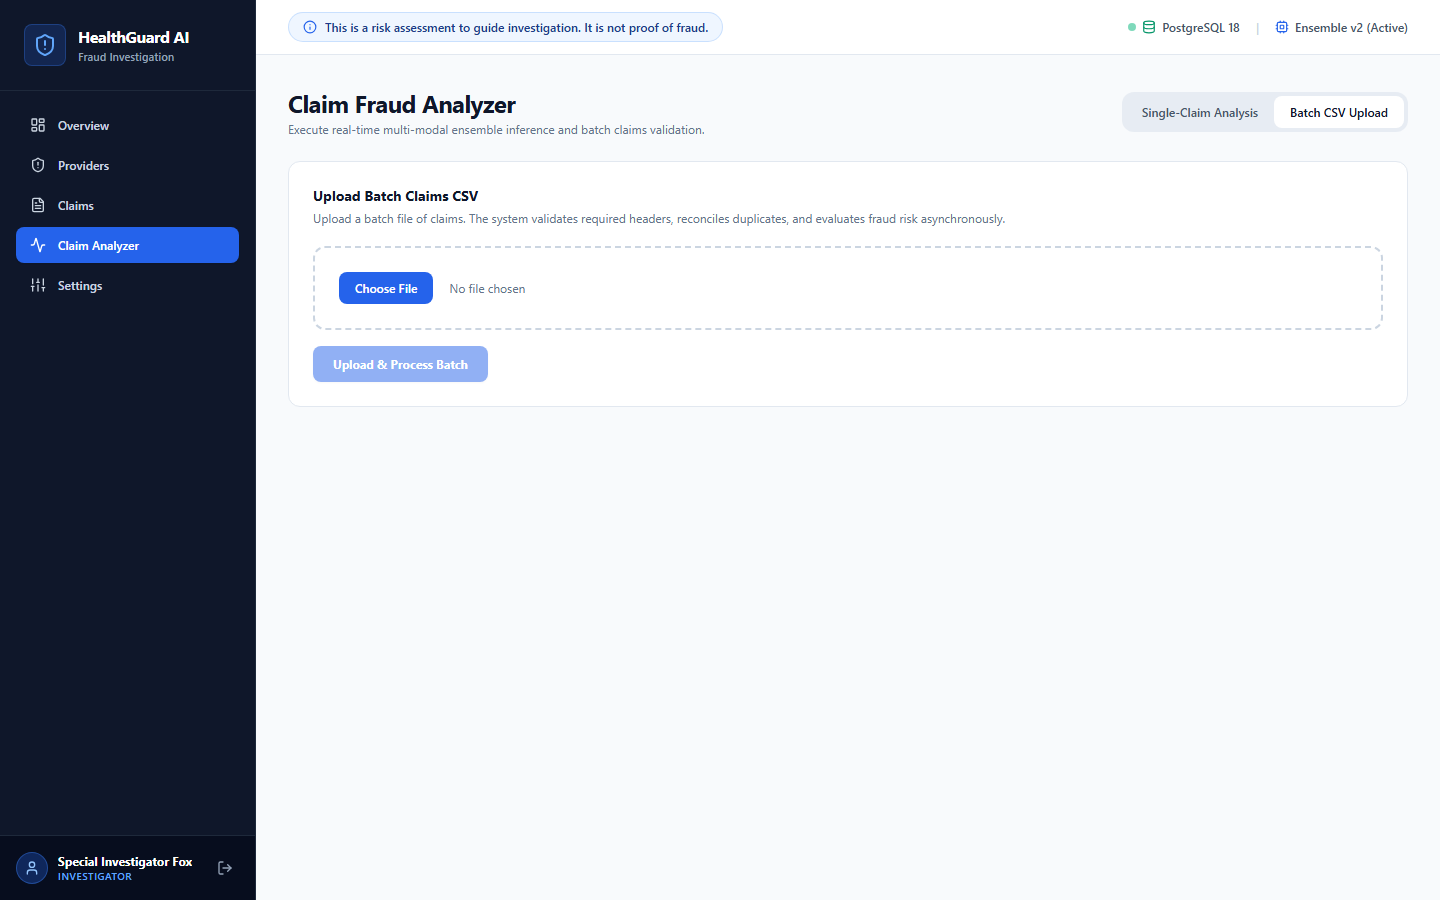 HealthGuard AI
Fraud Investigation
Overview
Providers
Claims
Claim Analyzer
Settings
Special Investigator Fox
INVESTIGATOR
This is a risk assessment to guide investigation. It is not proof of fraud.
PostgreSQL 18 | Ensemble v2 (Active)
Claim Fraud Analyzer
Execute real-time multi-modal ensemble inference and batch claims validation.
Single-Claim Analysis Batch CSV Upload
Upload Batch Claims CSV
Upload a batch file of claims. The system validates required headers, reconciles duplicates, and evaluates fraud risk asynchronously.
Choose File No file chosen
Upload & Process Batch